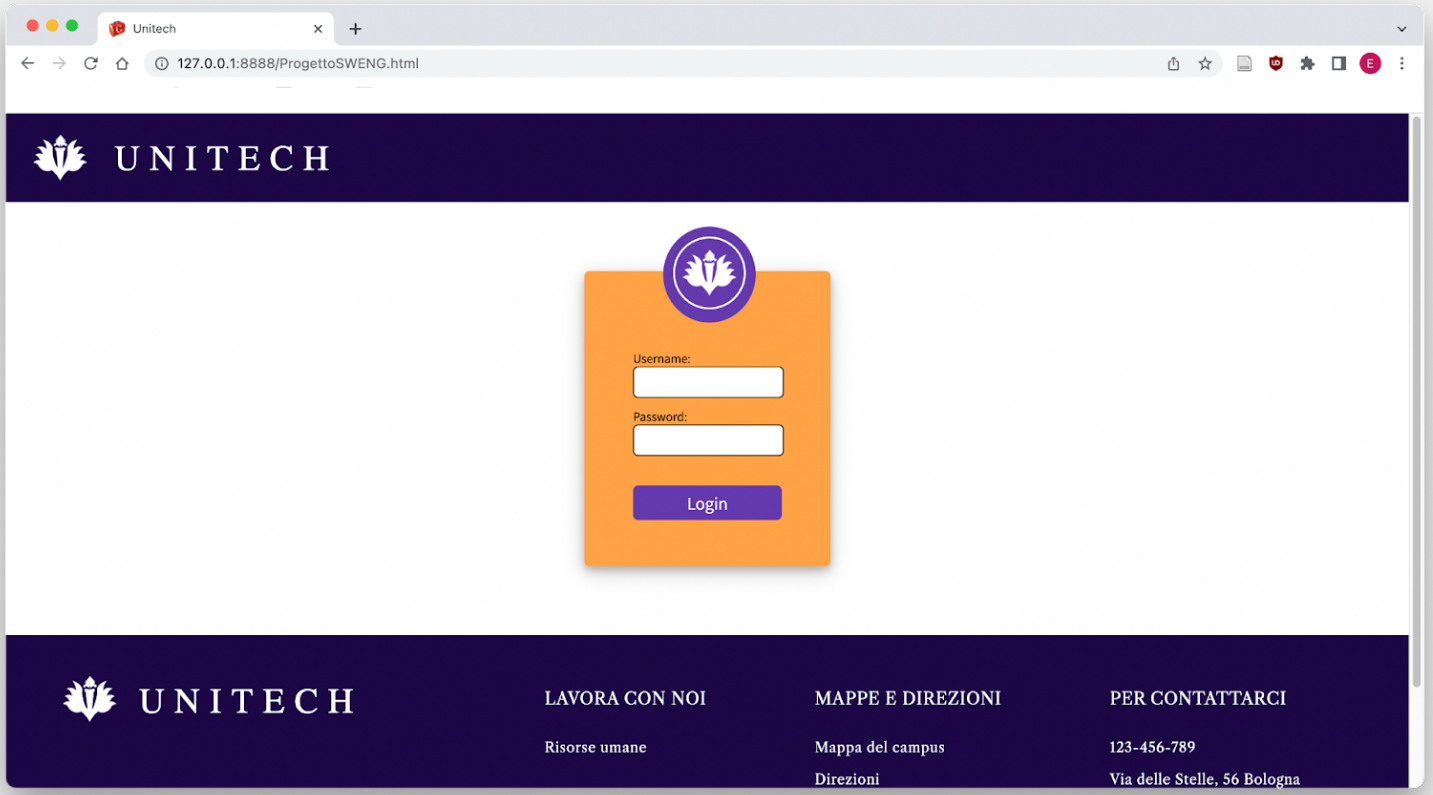 Unitech
127.0.0.1:8888/ProgettoSWENG.html
E
UNITECH
Username:
Password:
Login
UNITECH
LAVORA CON NOI
Risorse umane
MAPPE E DIREZIONI
Mappa del campus
Direzioni
PER CONTATTARCI
123-456-789
Via delle Stelle, 56 Bologna